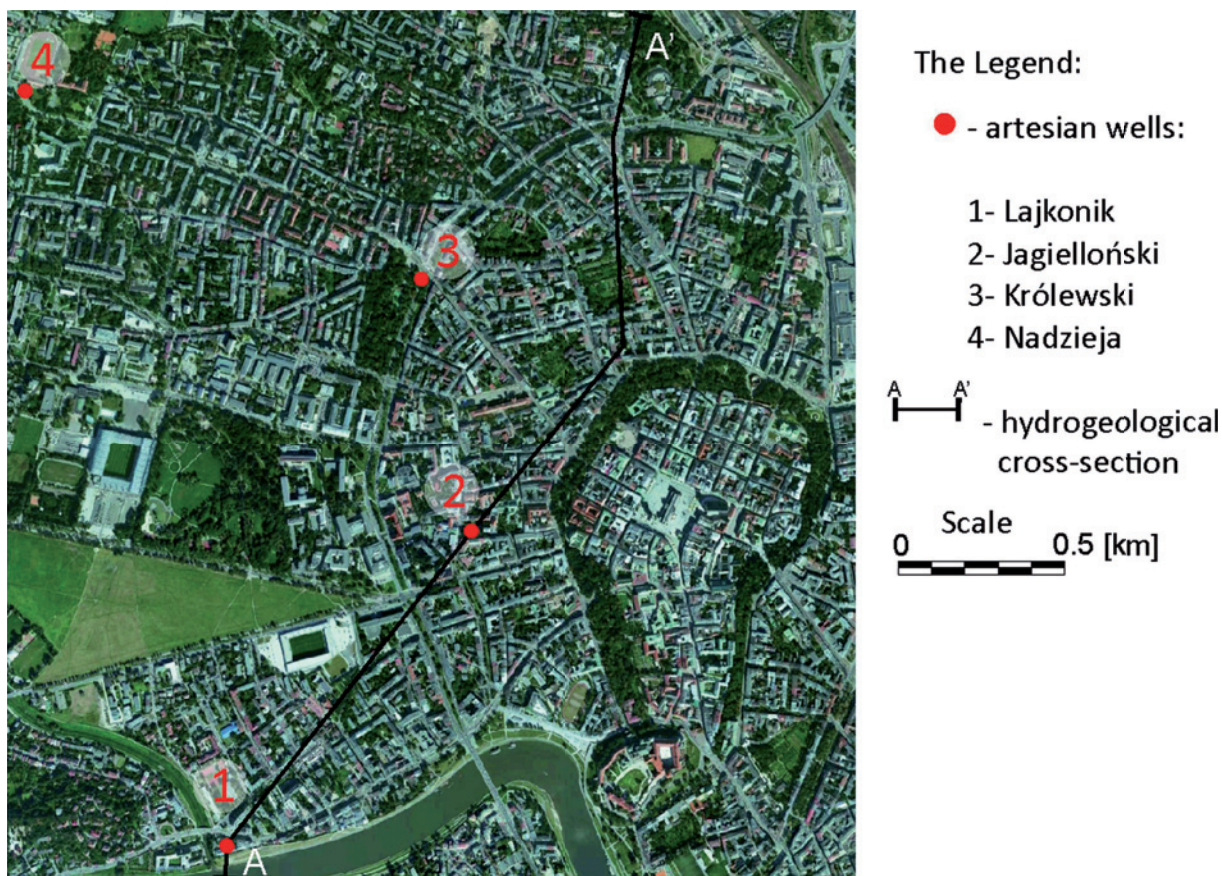 4
A'
3
2
1
A
The Legend:
- artesian wells:
1- Lajkonik
2- Jagielloński
3- Królewski
4- Nadzieja
A A'
- hydrogeological
cross-section
Scale
0 0.5 [km]